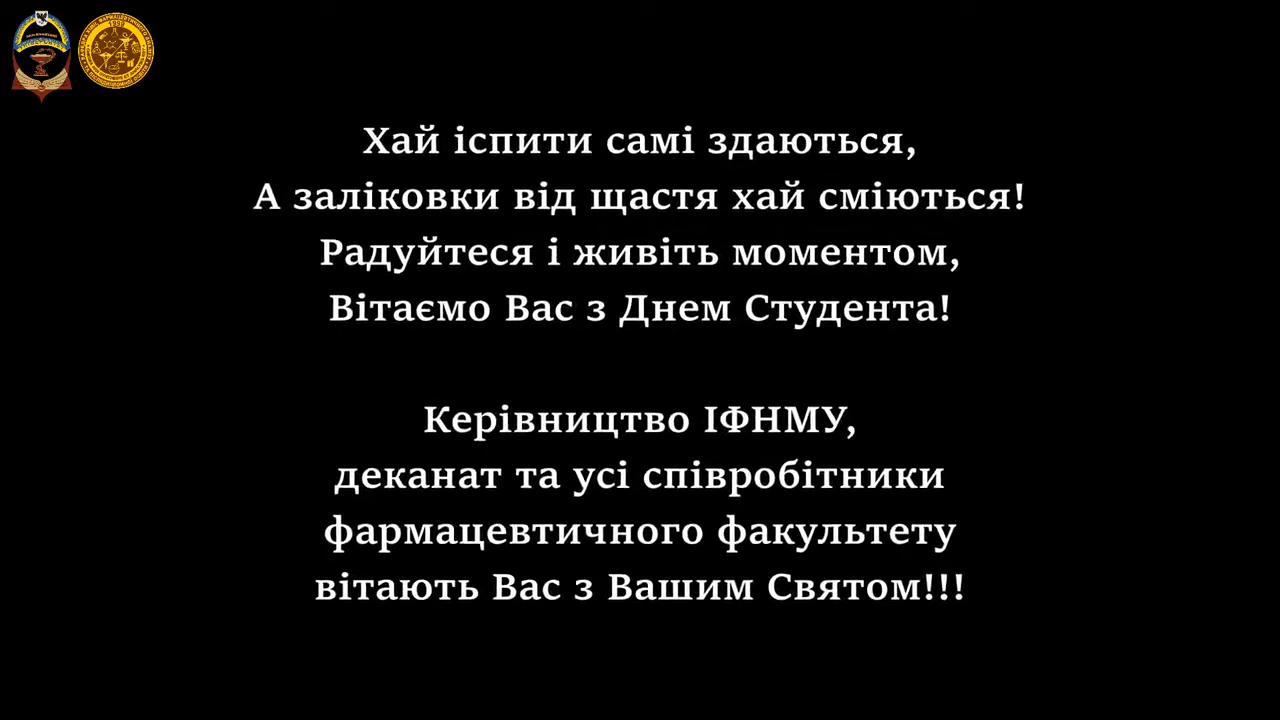 Хай іспити самі здаються,
А заліковки від щастя хай сміються!
Радуйтеся і живіть моментом,
Вітаємо Вас з Днем Студента!
Керівництво ІФНМУ,
деканат та усі співробітники
фармацевтичного факультету
вітають Вас з Вашим Святом!!!